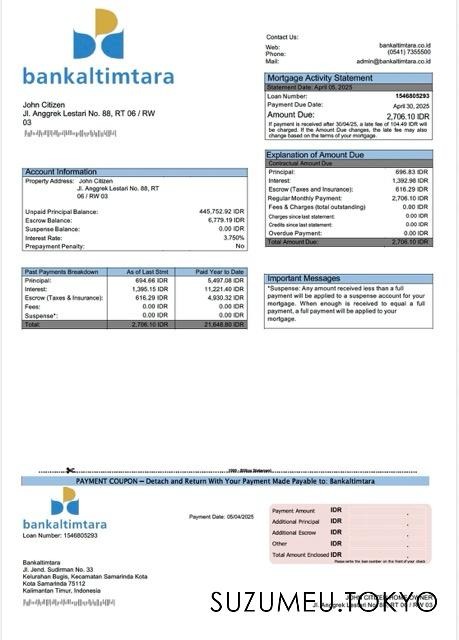 bankaltimtara
Contact Us:
Web: bankaltimtara.co.id
Phone: (0541) 7355500
Mail: admin@bankaltimtara.co.id
John Citizen
Jl. Anggrek Lestari No. 88, RT 06 / RW
03
Mortgage Activity Statement
Statement Date: April 05, 2025
Loan Number: 1546805293
Payment Due Date: April 30, 2025
Amount Due: 2,706.10 IDR
If payment is received after 30/04/25, a late fee of 104.49 IDR will
be charged. If the Amount Due changes, the late fee may also
change based on the terms of your mortgage.
Explanation of Amount Due
Contractual Amount Due
Principal: 696.83 IDR
Interest: 1,392.98 IDR
Escrow (Taxes and Insurance): 616.29 IDR
Regular Monthly Payment: 2,706.10 IDR
Fees & Charges (total outstanding) 0.00 IDR
Charges since last statement: 0.00 IDR
Credits since last statement: 0.00 IDR
Overdue Payment: 0.00 IDR
Total Amount Due: 2,706.10 IDR
Account Information
Property Address: John Citizen
Jl. Anggrek Lestari No. 88, RT
06 / RW 03
Unpaid Principal Balance: 445,752.92 IDR
Escrow Balance: 6,779.19 IDR
Suspense Balance: 0.00 IDR
Interest Rate: 3.750%
Prepayment Penalty: No
Past Payments Breakdown As of Last Stmt Paid Year to Date
Principal: 694.66 IDR 5,497.08 IDR
Interest: 1,395.15 IDR 11,221.40 IDR
Escrow (Taxes & Insurance): 616.29 IDR 4,930.32 IDR
Fees: 0.00 IDR 0.00 IDR
Suspense*: 0.00 IDR 0.00 IDR
Total: 2,706.10 IDR 21,648.80 IDR
Important Messages
*Suspense: Any amount received less than a full
payment will be applied to a suspense account for your
mortgage. When enough is received to equal a full
payment, a full payment will be applied to your
mortgage.
PAYMENT COUPON – Detach and Return With Your Payment Made Payable to: Bankaltimtara
bankaltimtara
Loan Number: 1546805293
Payment Date: 05/04/2025
Payment Amount IDR .
Additional Principal IDR .
Additional Escrow IDR .
Other IDR .
Total Amount Enclosed IDR .
Please write the loan number on the front of your check
Bankaltimtara
Jl. Jend. Sudirman No. 33
Kelurahan Bugis, Kecamatan Samarinda Kota
Kota Samarinda 75112
Kalimantan Timur, Indonesia
JOHN CITIZEN HOMEOWNER
Jl. Anggrek Lestari No. 88, RT 06 / RW 03
SUZUMEU.TOKYO